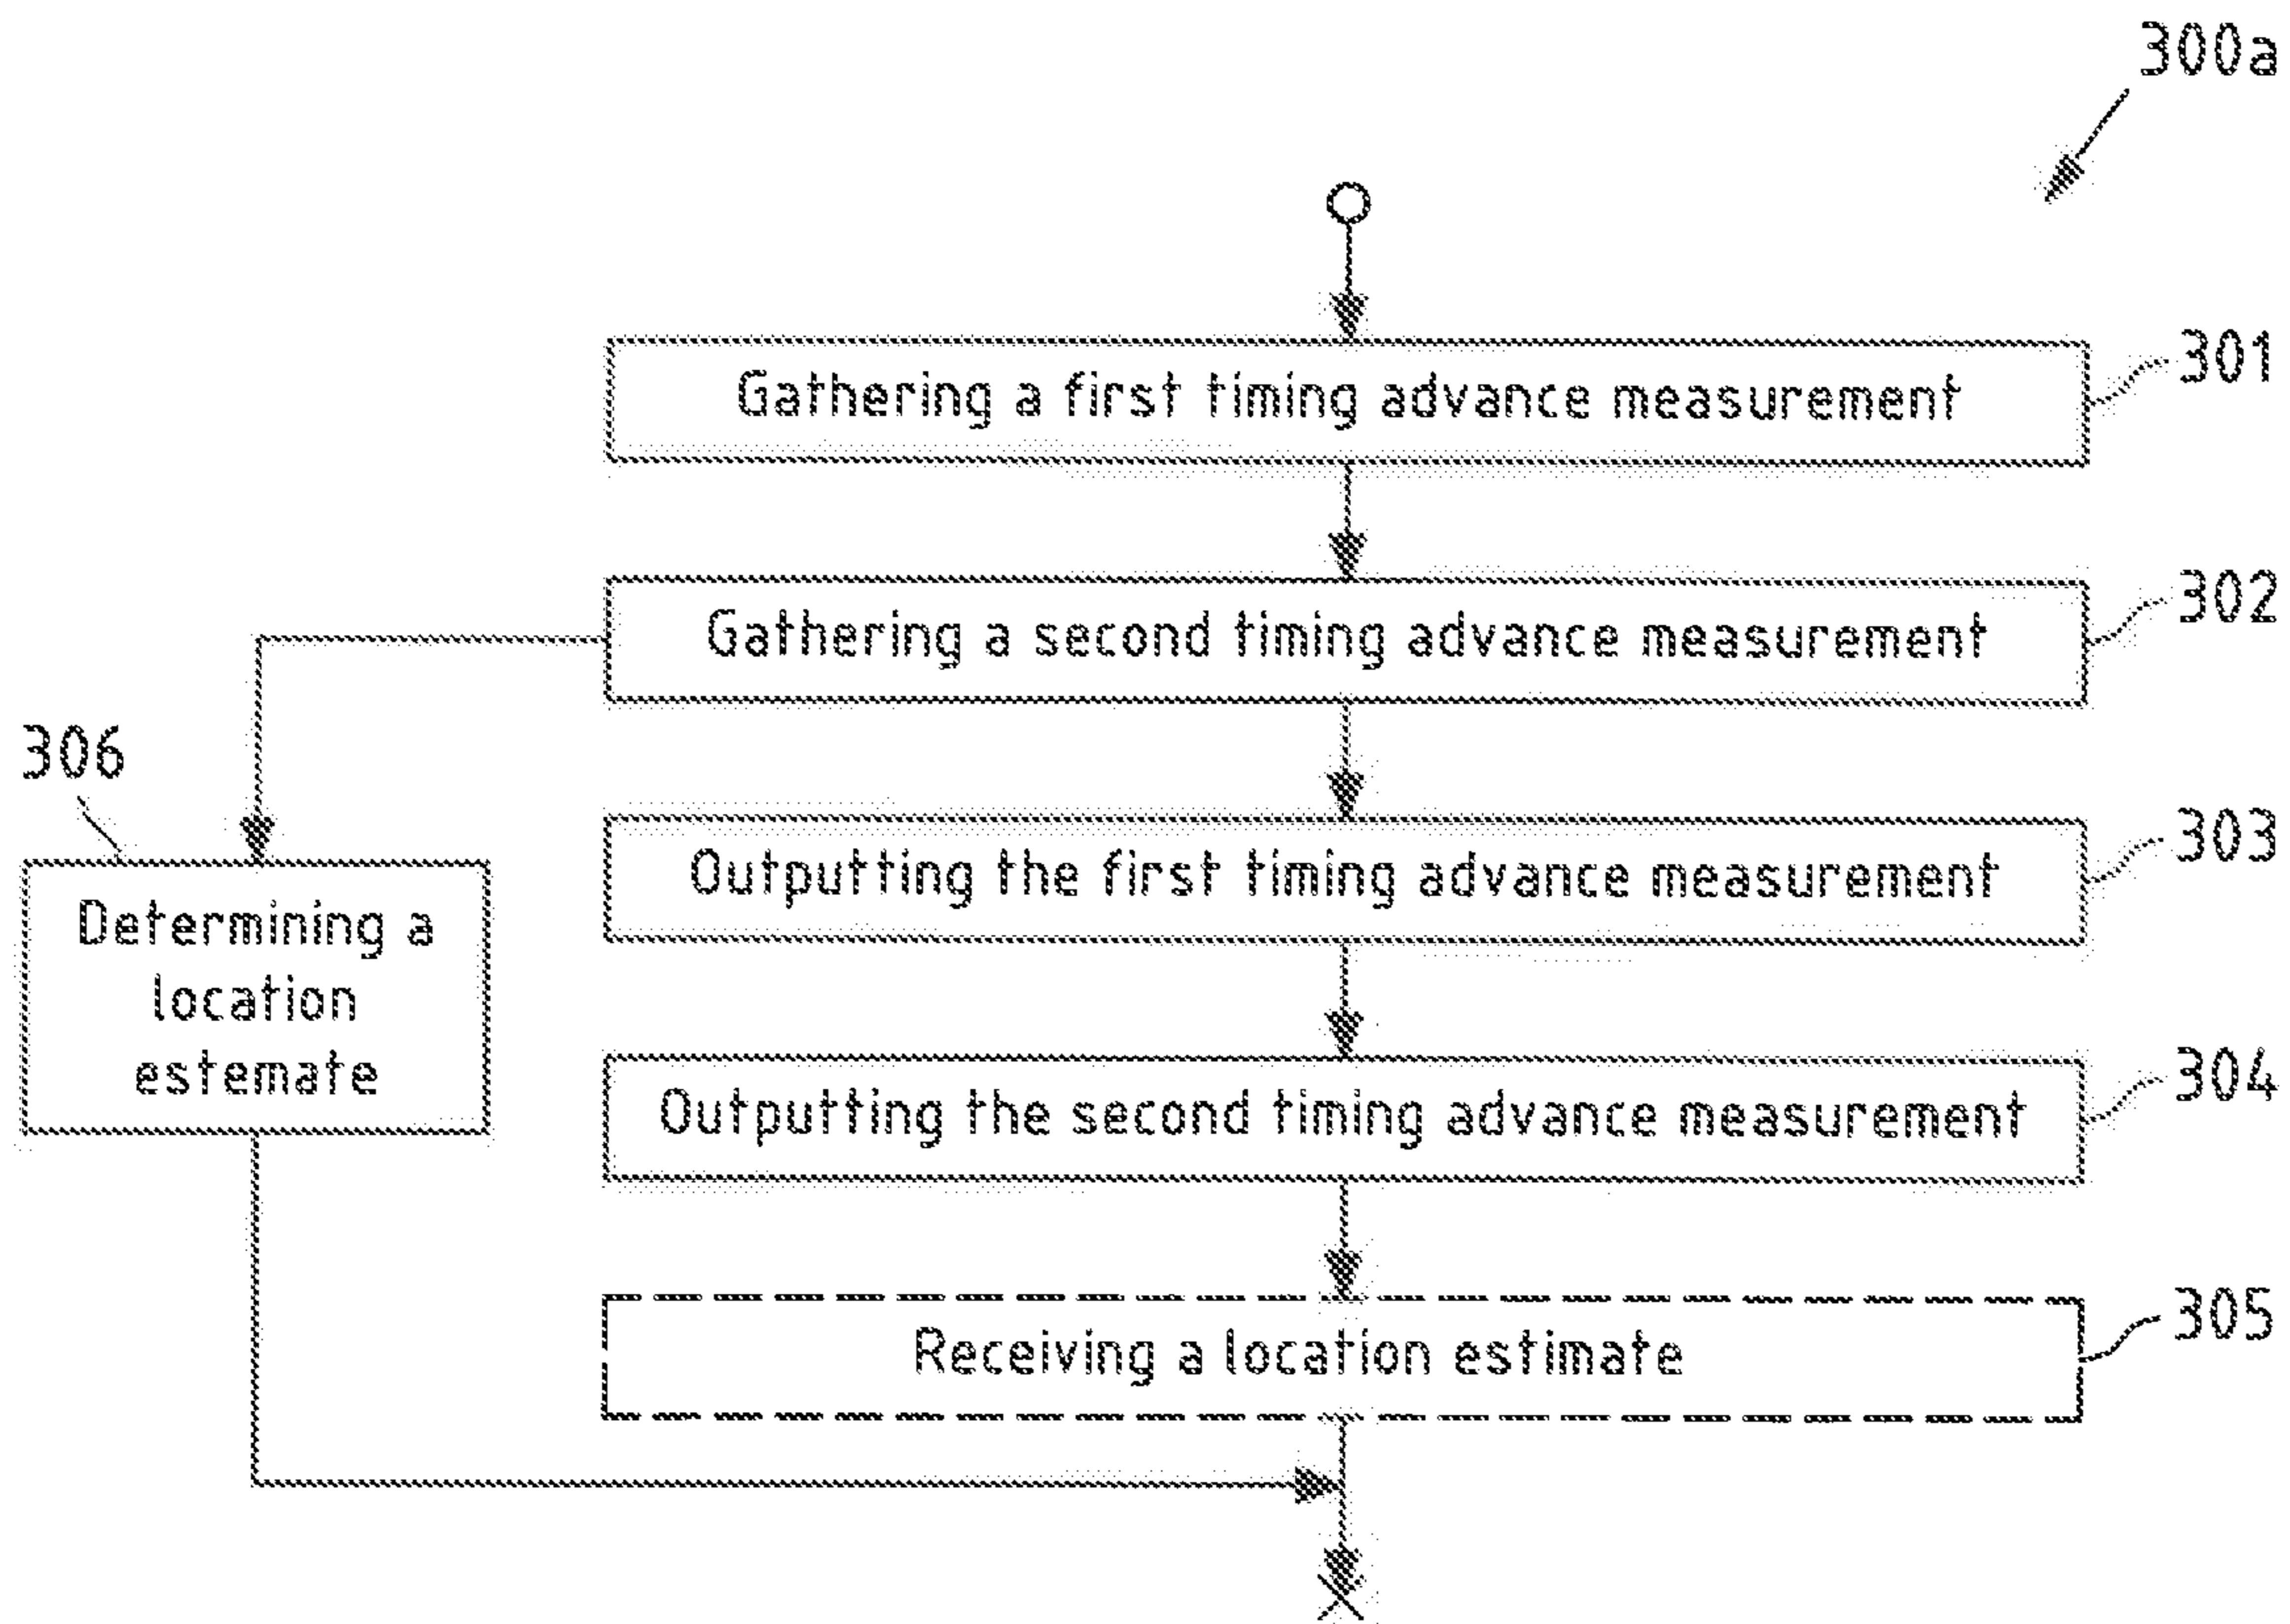 300a
Gathering a first timing advance measurement
301
Gathering a second timing advance measurement
302
306
Outputting the first timing advance measurement
303
Determining a
location
estemate
Outputting the second timing advance measurement
304
Receiving a location estimate
305